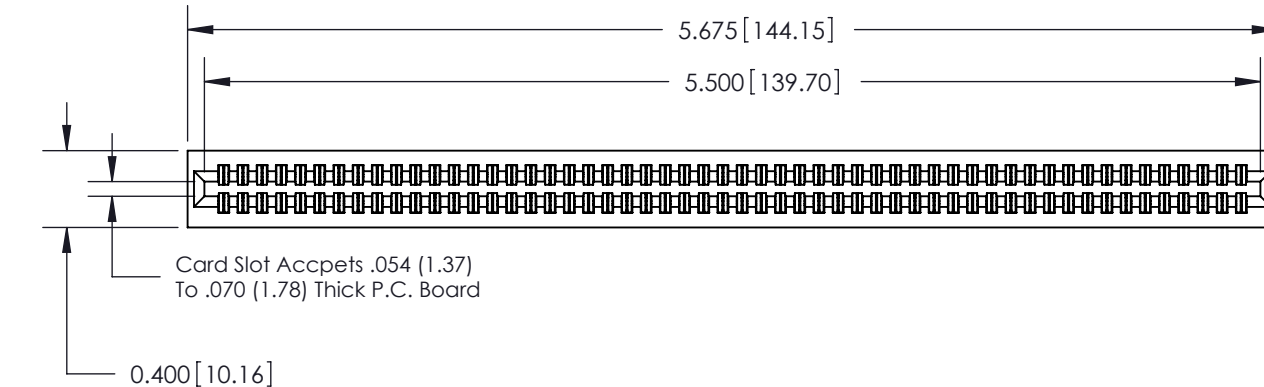 5.675[144.15]
5.500[139.70]
Card Slot Accpets .054 (1.37)
To .070 (1.78) Thick P.C. Board
0.400[10.16]